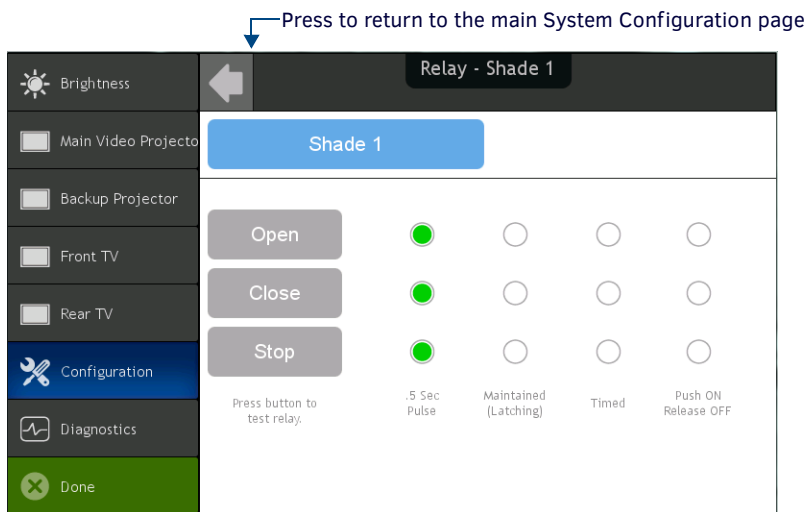 Press to return to the main System Configuration page
Relay - Shade 1
Brightness
Main Video Projecto
Backup Projector
Front TV
Rear TV
Configuration
Diagnostics
Done
Shade 1
Open
Close
Stop
Press button to
test relay.
.5 Sec
Pulse
Maintained
(Latching)
Timed
Push ON
Release OFF